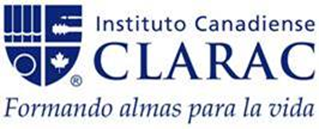 Instituto Canadiense
CLARAC
®
Formando almas para la vida